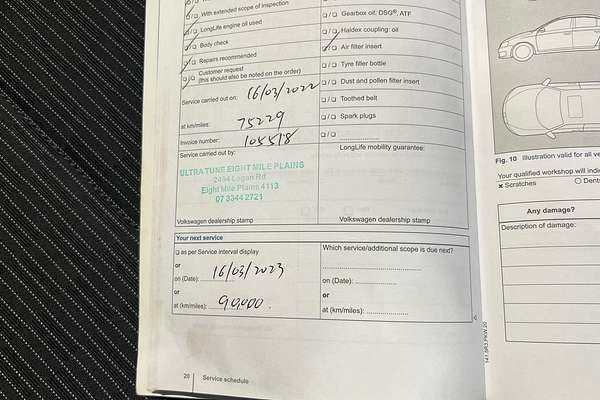 ❑/❑ With extended scope of inspection
❑/❑ LongLife engine oil used
❑/❑ Body check
❑/❑ Repairs recommended
❑/❑ Customer request
(this should also be noted on the order)
Service carried out on: 16/03/2022
at km/miles: 75229
Invoice number: 105518
Service carried out by:
ULTRA TUNE EIGHT MILE PLAINS
2494 Logan Rd
Eight Mile Plains 4113
07 3344 2721
Volkswagen dealership stamp
❑/❑ Gearbox oil: DSG®, ATF
❑/❑ Haldex coupling: oil
❑/❑ Air filter insert
❑/❑ Tyre filler bottle
❑/❑ Dust and pollen filter insert
❑/❑ Toothed belt
❑/❑ Spark plugs
❑/❑ ....................
LongLife mobility guarantee:
Volkswagen dealership stamp
Your next service
❑ as per Service interval display
or
on (Date): 16/03/2023
or
at (km/miles): 90,000
Which service/additional scope is due next?
on (Date): ....................
or
at (km/miles): ....................
20 Service schedule
Fig. 10 Illustration valid for all
Your qualified workshop will
x Scratches
Any damage?
Description of damage: